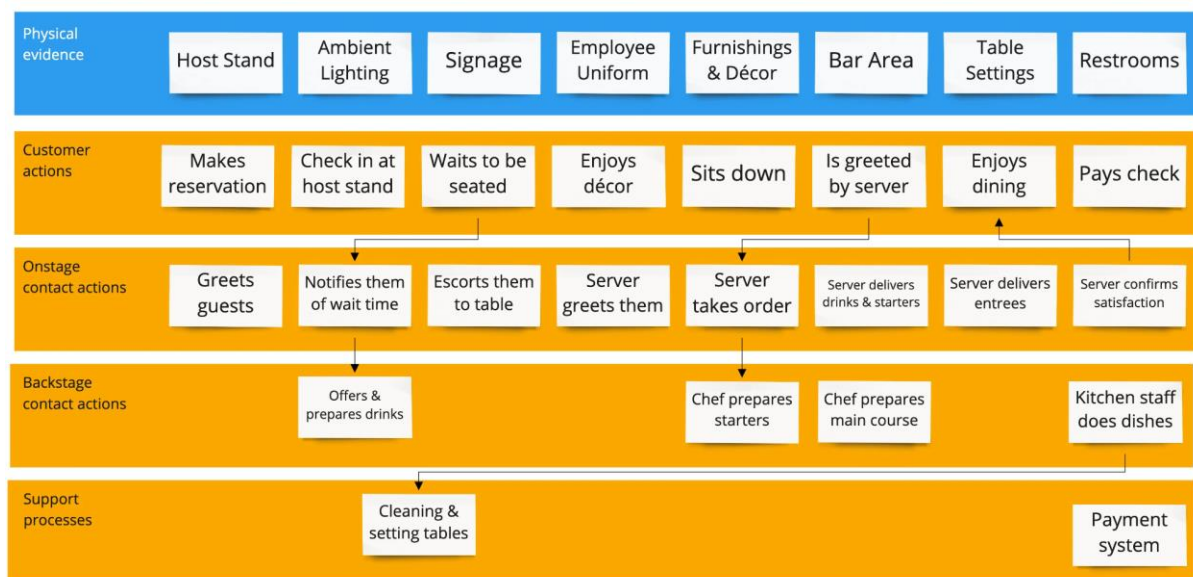 Physical
evidence
Host Stand
Ambient
Lighting
Signage
Employee
Uniform
Furnishings
& Décor
Bar Area
Table
Settings
Restrooms
Customer
actions
Makes
reservation
Check in at
host stand
Waits to be
seated
Enjoys
décor
Sits down
Is greeted
by server
Enjoys
dining
Pays check
Onstage
contact actions
Greets
guests
Notifies them
of wait time
Escorts them
to table
Server
greets them
Server
takes order
Server delivers
drinks & starters
Server delivers
entrees
Server confirms
satisfaction
Backstage
contact actions
Offers &
prepares drinks
Chef prepares
starters
Chef prepares
main course
Kitchen staff
does dishes
Support
processes
Cleaning &
setting tables
Payment
system